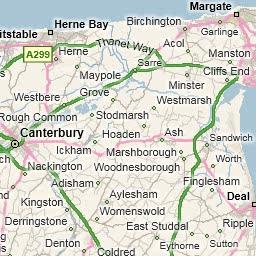 Margate
Birchington
Herne Bay
Garlinge
itstable
Thanet Way
Acol
Manston
A299
Herne
Sarre
Cliffs End
Maypole
Minster
Westbere
Grove
Westmarsh
Rough Common
Stodmarsh
Canterbury
Hoaden
Ash
Sandwich
Ickham
Marshborough
Worth
Nackington
Woodnesborough
Adisham
Finglesham
Aylesham
Deal
Kingston
Womenswold
Derringstone
East Studdal
Ripple
Denton
Coldred
Eythorne